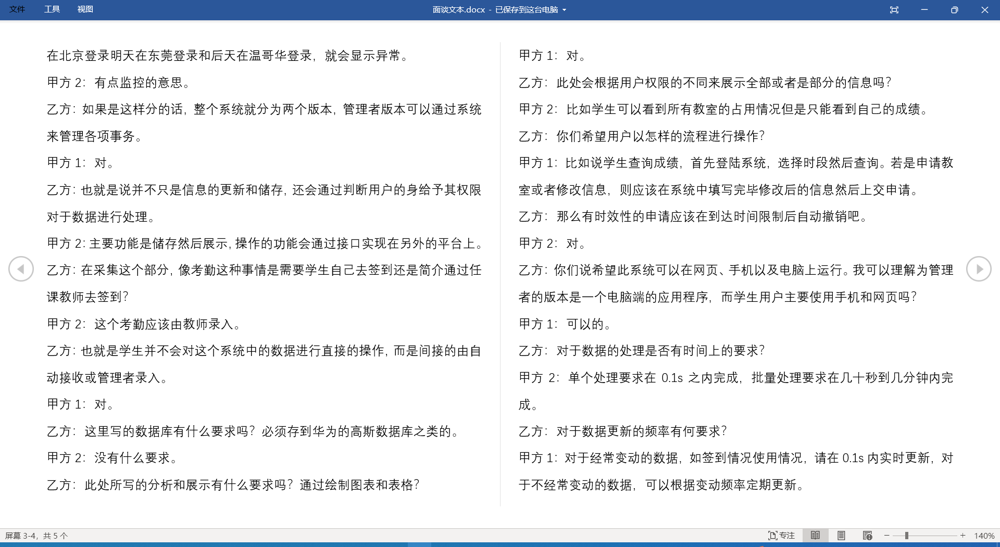 文件 工具 视图 面谈文本.docx - 已保存到这台电脑
在北京登录明天在东莞登录和后天在温哥华登录，就会显示异常。
甲方 2：有点监控的意思。
乙方：如果是这样分的话，整个系统就分为两个版本，管理者版本可以通过系统
来管理各项事务。
甲方 1：对。
乙方：也就是说并不只是信息的更新和储存，还会通过判断用户的身给予其权限
对于数据进行处理。
甲方 2：主要功能是储存然后展示，操作的功能会通过接口实现在另外的平台上。
乙方：在采集这个部分，像考勤这种事情是需要学生自己去签到还是简介通过任
课教师去签到？
甲方 2：这个考勤应该由教师录入。
乙方：也就是学生并不会对这个系统中的数据进行直接的操作，而是间接的由自
动接收或管理者录入。
甲方 1：对。
乙方：这里写的数据库有什么要求吗？必须存到华为的高斯数据库之类的。
甲方 2：没有什么要求。
乙方：此处所写的分析和展示有什么要求吗？通过绘制图表和表格？
甲方 1：对。
乙方：此处会根据用户权限的不同来展示全部或者是部分的信息吗？
甲方 2：比如学生可以看到所有教室的占用情况但是只能看到自己的成绩。
乙方：你们希望用户以怎样的流程进行操作？
甲方 1：比如说学生查询成绩，首先登陆系统，选择时段然后查询。若是申请教
室或者修改信息，则应该在系统中填写完毕修改后的信息然后上交申请。
乙方：那么有时效性的申请应该在到达时间限制后自动撤销吧。
甲方 2：对。
乙方：你们说希望此系统可以在网页、手机以及电脑上运行。我可以理解为管理
者的版本是一个电脑端的应用程序，而学生用户主要使用手机和网页吗？
甲方 1：可以的。
乙方：对于数据的处理是否有时间上的要求？
甲方 2：单个处理要求在 0.1s 之内完成，批量处理要求在几十秒到几分钟内完
成。
乙方：对于数据更新的频率有何要求？
甲方 1：对于经常变动的数据，如签到情况使用情况，请在 0.1s 内实时更新，对
于不经常变动的数据，可以根据变动频率定期更新。
屏幕 3-4，共 5 个 专注 140%